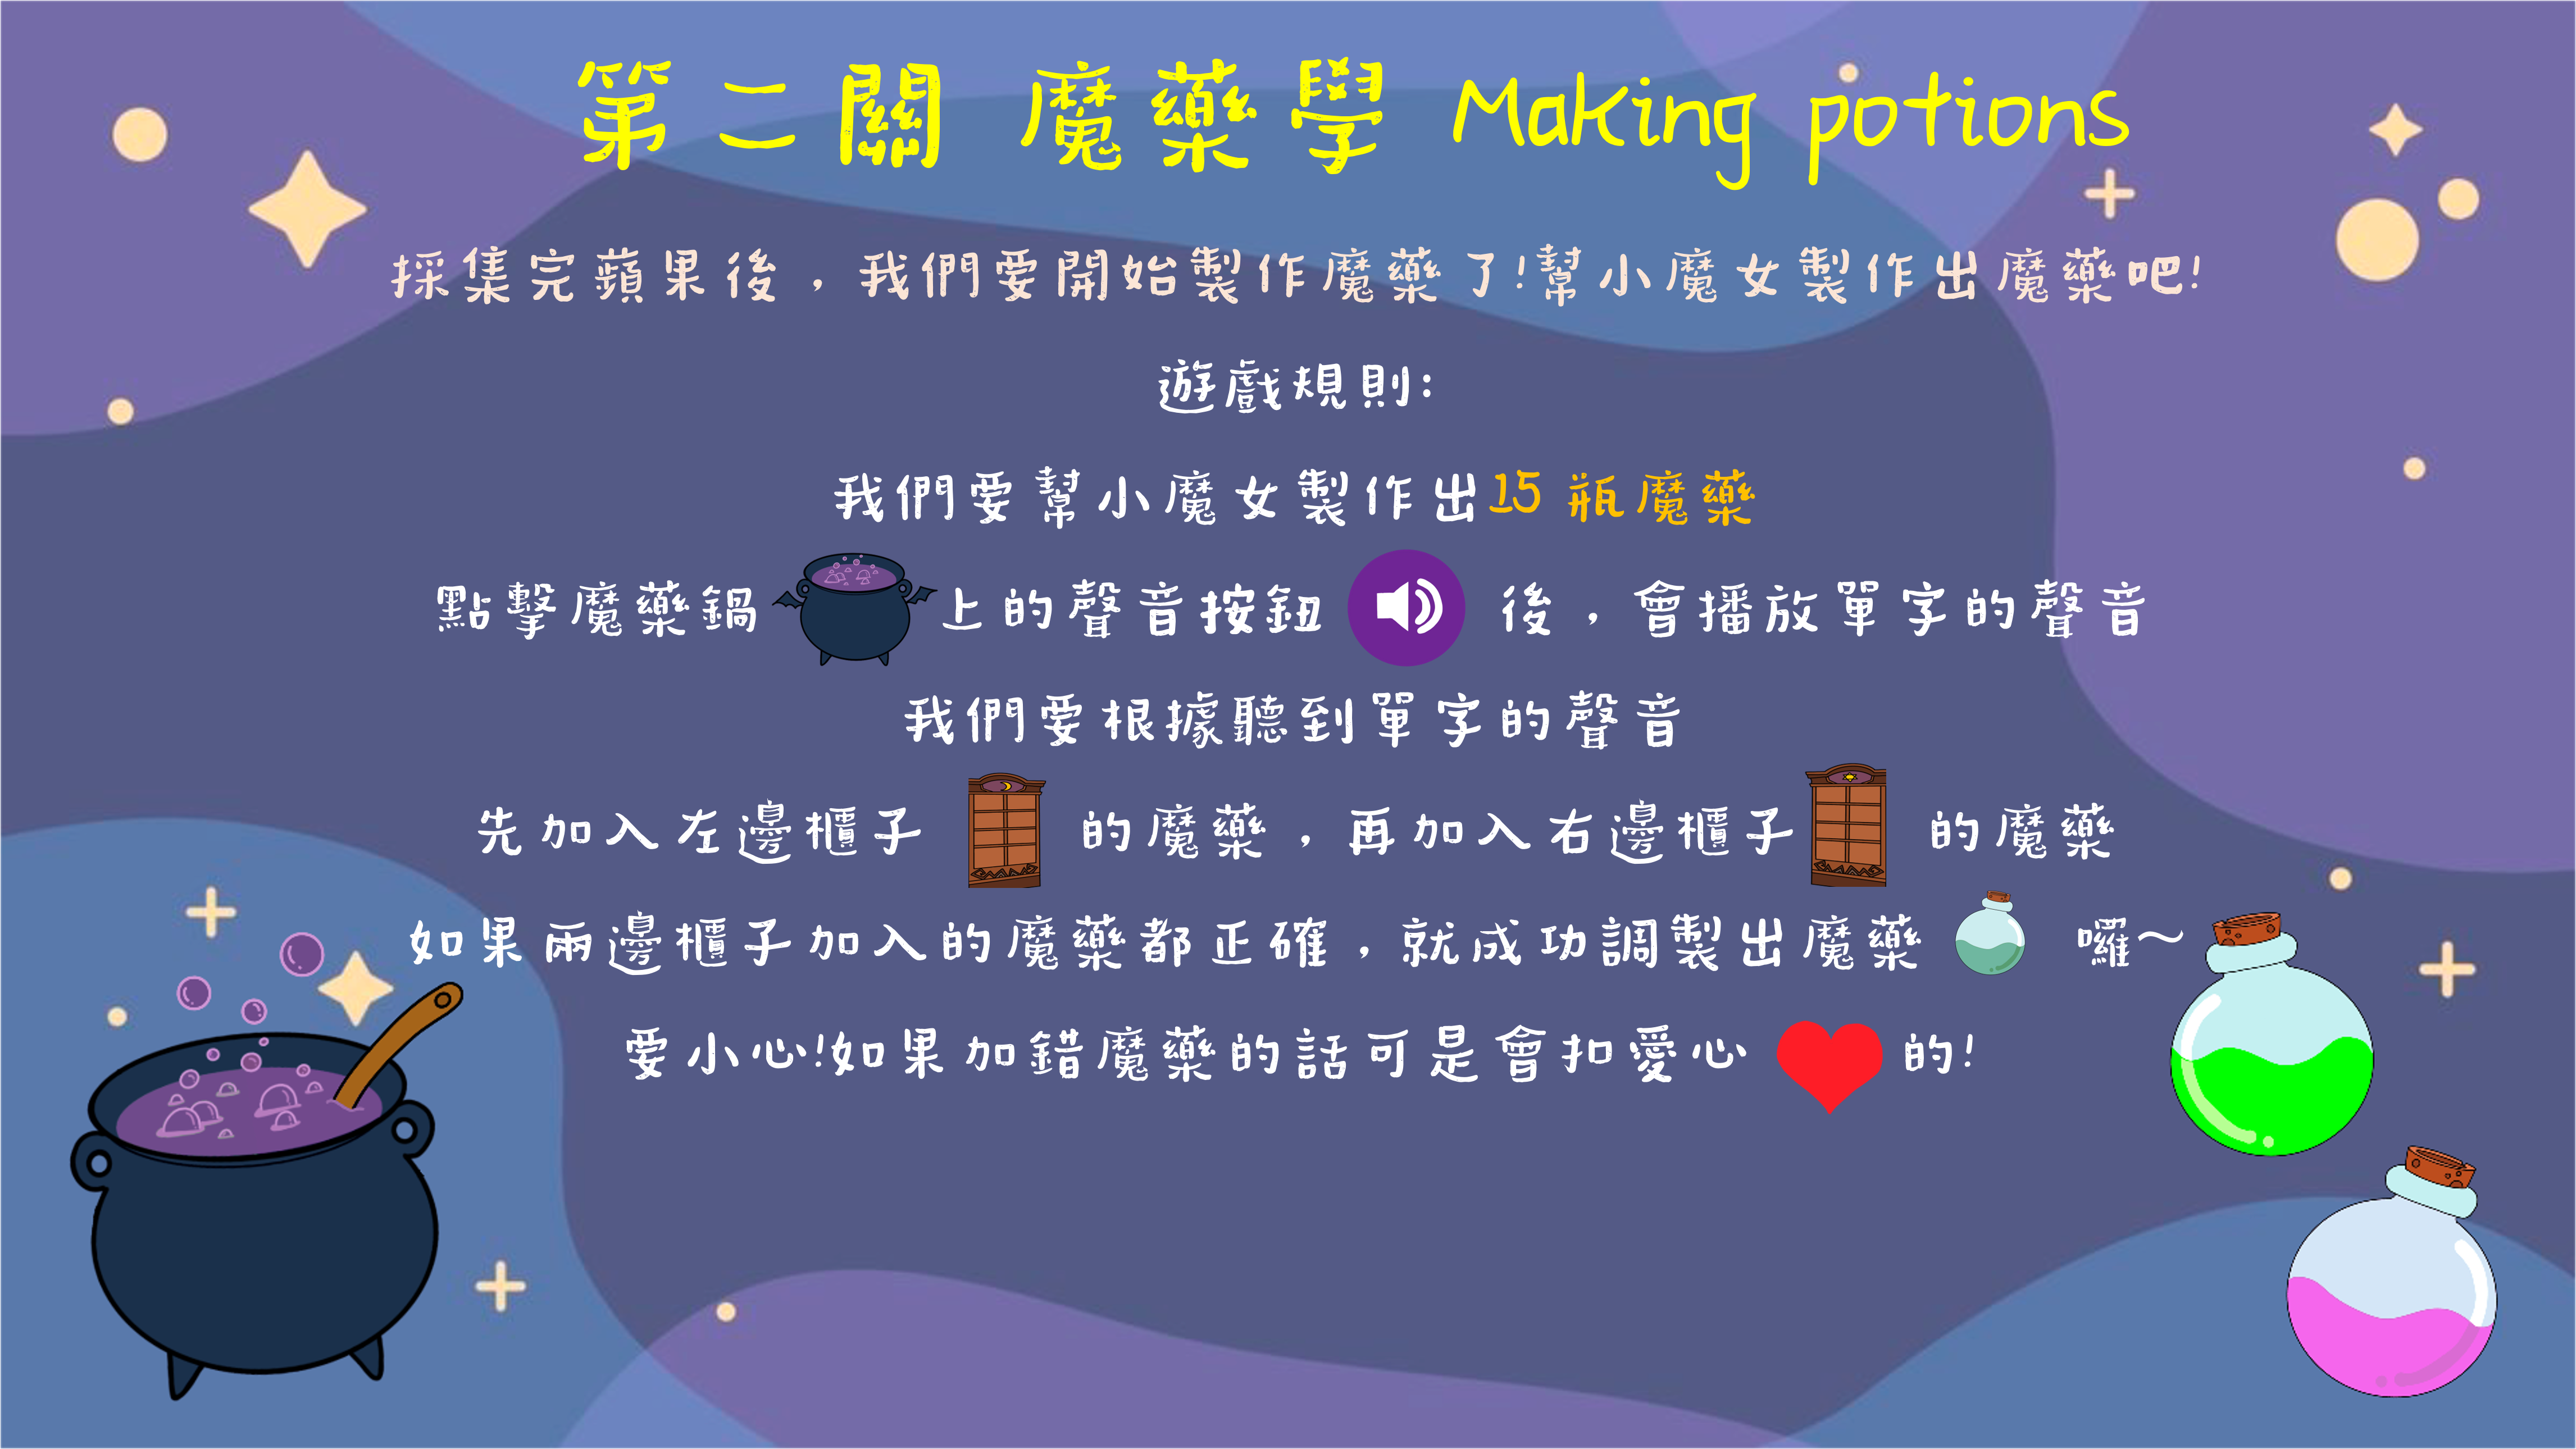 第二關 魔藥學 Making potions
採集完蘋果後，我們要開始製作魔藥了!幫小魔女製作出魔藥吧!
遊戲規則:
我們要幫小魔女製作出15 瓶魔藥
點擊魔藥鍋 上的聲音按鈕 後，會播放單字的聲音
我們要根據聽到單字的聲音
先加入左邊櫃子 的魔藥，再加入右邊櫃子 的魔藥
如果兩邊櫃子加入的魔藥都正確，就成功調製出魔藥 囉～
要小心!如果加錯魔藥的話可是會扣愛心 的!